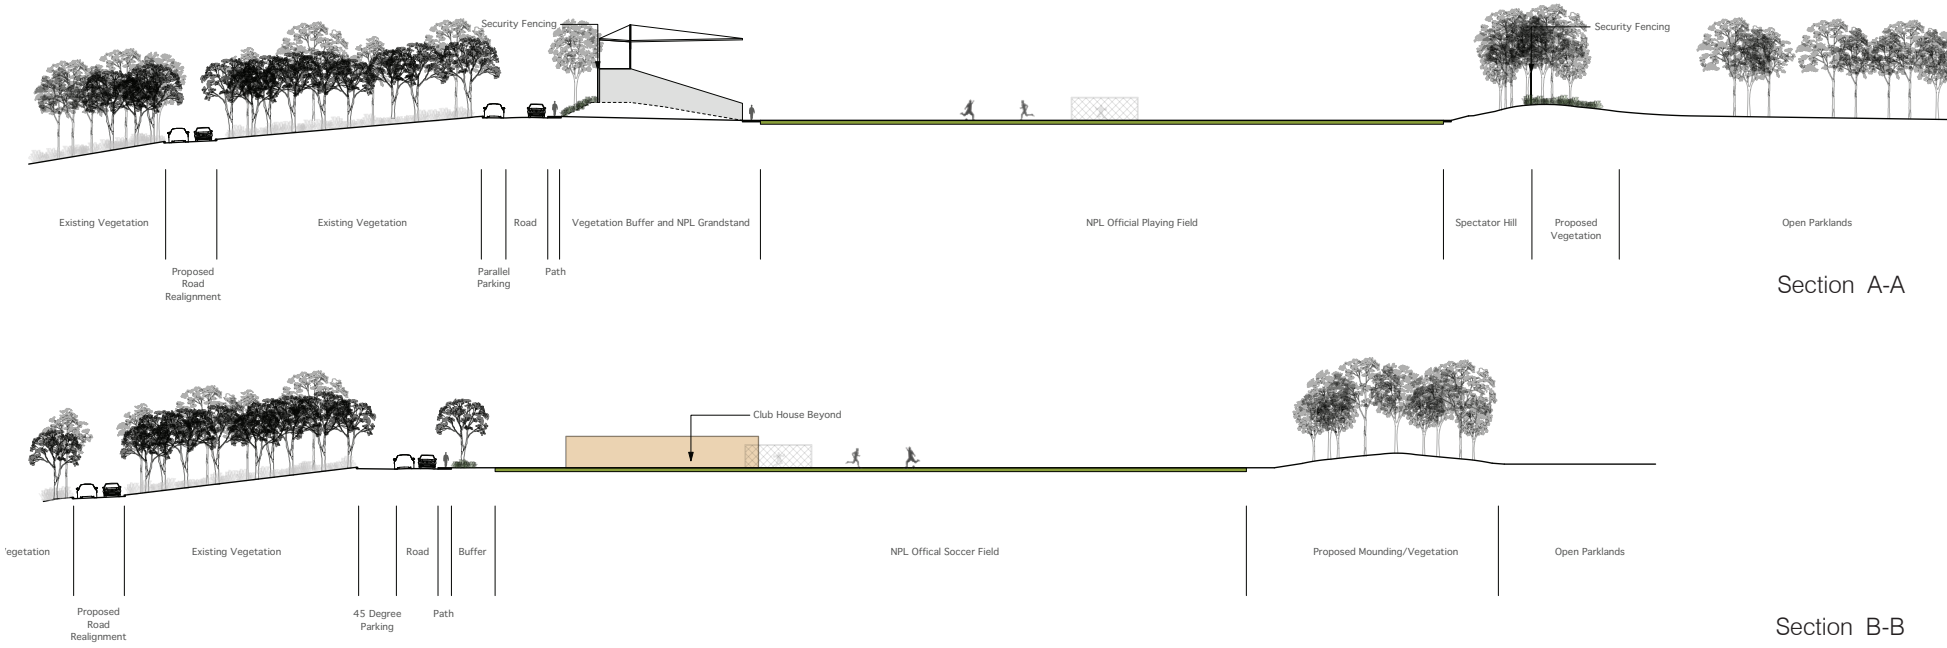 Security Fencing
Security Fencing
Existing Vegetation
Existing Vegetation
Road
Vegetation Buffer and NPL Grandstand
NPL Official Playing Field
Spectator Hill
Proposed
Vegetation
Open Parklands
Proposed
Road
Realignment
Parallel
Parking
Path
Section A-A
Club House Beyond
Existing Vegetation
Road
Buffer
NPL Offical Soccer Field
Proposed Mounding/Vegetation
Open Parklands
Proposed
Road
Realignment
45 Degree
Parking
Path
Section B-B